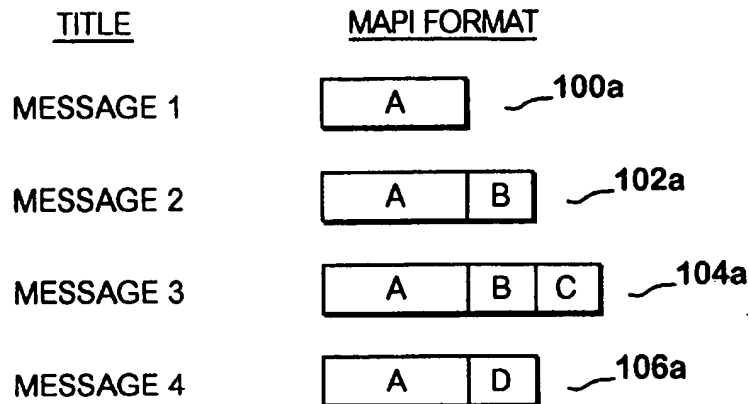 TITLE MAPI FORMAT
MESSAGE 1 A 100a
MESSAGE 2 A B 102a
MESSAGE 3 A B C 104a
MESSAGE 4 A D 106a